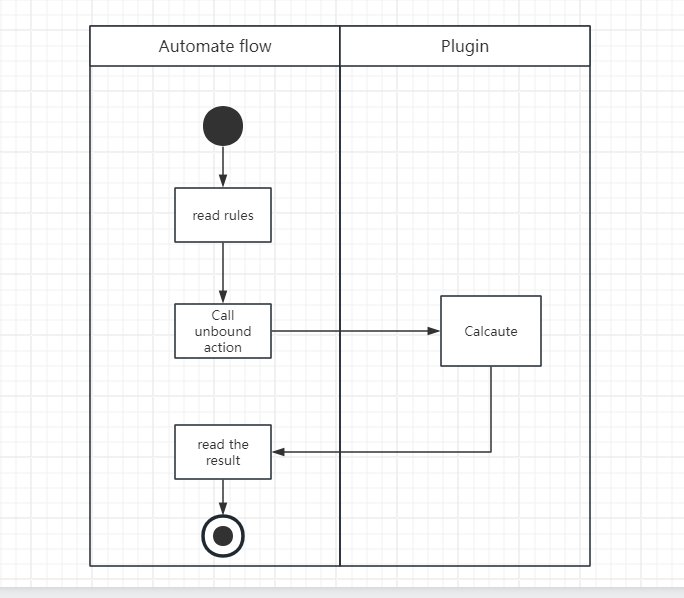 Automate flow
Plugin
read rules
Call
unbound
action
Calcaute
read the
result